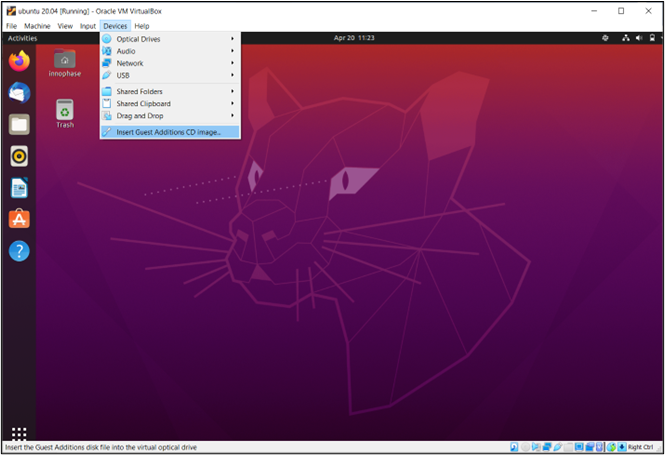 ubuntu 20.04 [Running] - Oracle VM VirtualBox
File Machine View Input Devices Help
Activities
Apr 20 11:23
Optical Drives
Audio
Network
USB
Shared Folders
Shared Clipboard
Drag and Drop
Insert Guest Additions CD image...
innophase
Trash
Insert the Guest Additions disk file into the virtual optical drive
Right Ctrl